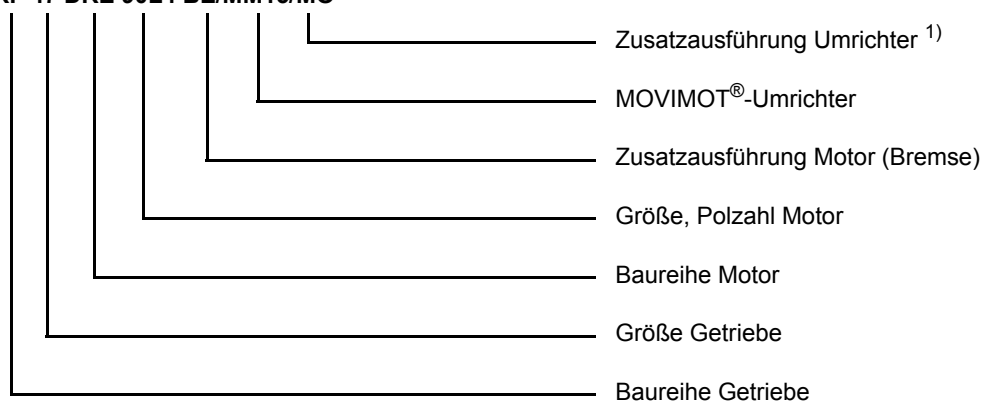 Zusatzausführung Umrichter 1)
MOVIMOT®-Umrichter
Zusatzausführung Motor (Bremse)
Größe, Polzahl Motor
Baureihe Motor
Größe Getriebe
Baureihe Getriebe